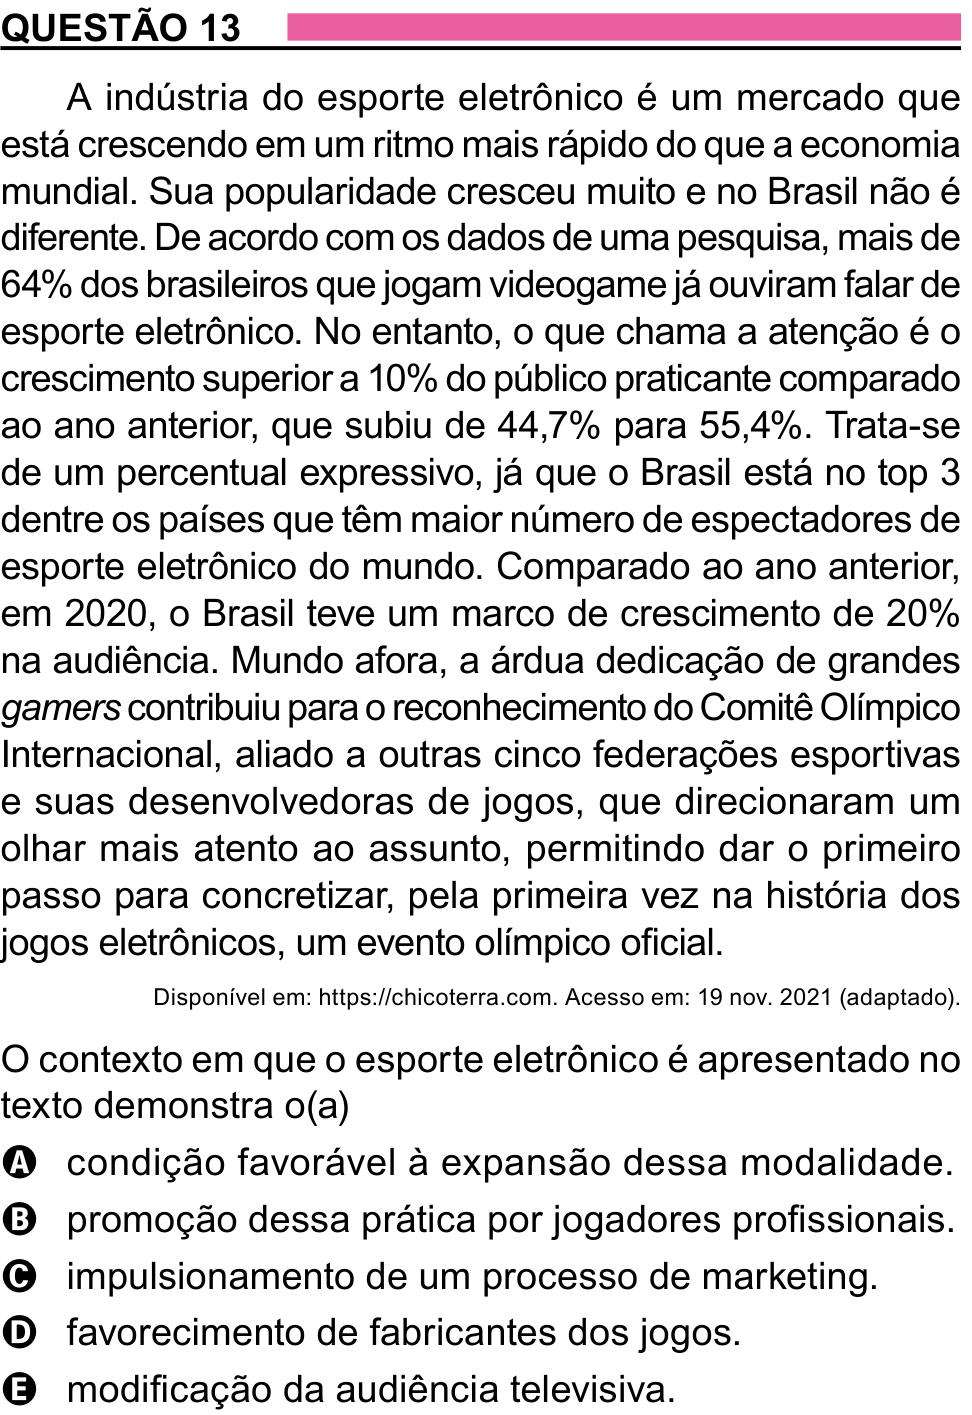 QUESTÃO 13
A indústria do esporte eletrônico é um mercado que
está crescendo em um ritmo mais rápido do que a economia
mundial. Sua popularidade cresceu muito e no Brasil não é
diferente. De acordo com os dados de uma pesquisa, mais de
64% dos brasileiros que jogam videogame já ouviram falar de
esporte eletrônico. No entanto, o que chama a atenção é o
crescimento superior a 10% do público praticante comparado
ao ano anterior, que subiu de 44,7% para 55,4%. Trata-se
de um percentual expressivo, já que o Brasil está no top 3
dentre os países que têm maior número de espectadores de
esporte eletrônico do mundo. Comparado ao ano anterior,
em 2020, o Brasil teve um marco de crescimento de 20%
na audiência. Mundo afora, a árdua dedicação de grandes
gamers contribuiu para o reconhecimento do Comitê Olímpico
Internacional, aliado a outras cinco federações esportivas
e suas desenvolvedoras de jogos, que direcionaram um
olhar mais atento ao assunto, permitindo dar o primeiro
passo para concretizar, pela primeira vez na história dos
jogos eletrônicos, um evento olímpico oficial.
Disponível em: https://chicoterra.com. Acesso em: 19 nov. 2021 (adaptado).
O contexto em que o esporte eletrônico é apresentado no
texto demonstra o(a)
A condição favorável à expansão dessa modalidade.
B promoção dessa prática por jogadores profissionais.
C impulsionamento de um processo de marketing.
D favorecimento de fabricantes dos jogos.
E modificação da audiência televisiva.